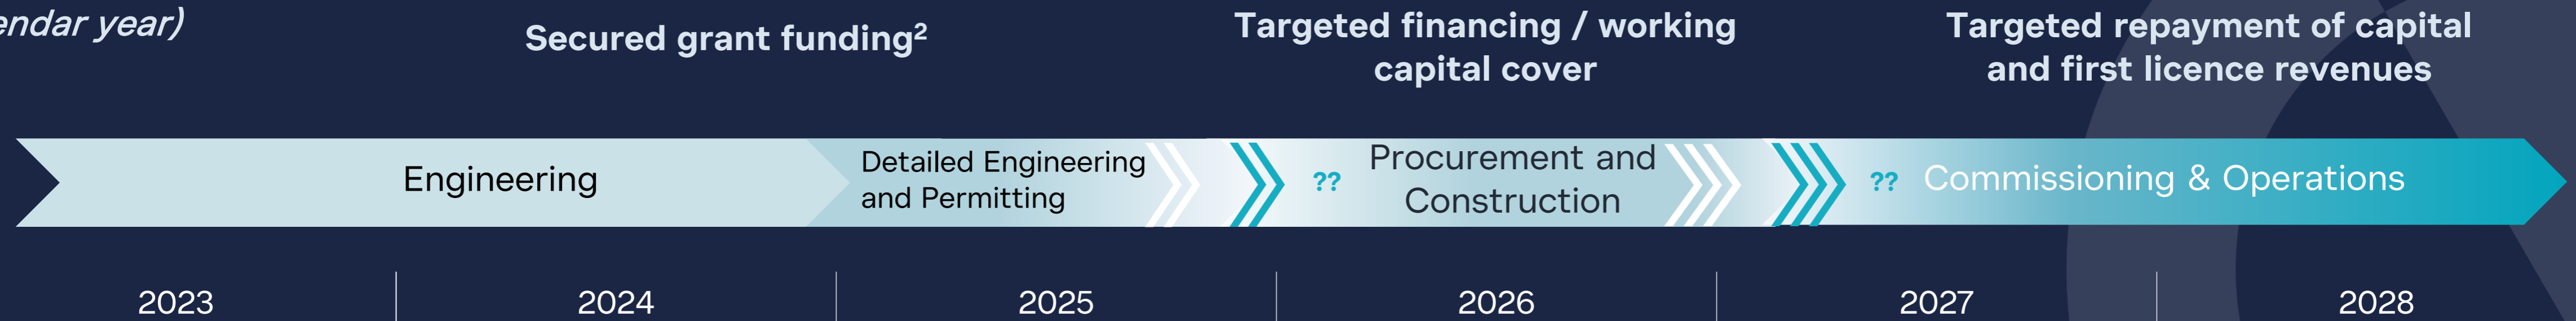 endar year)
Secured grant funding²
Targeted financing / working
capital cover
Targeted repayment of capital
and first licence revenues
Engineering
Detailed Engineering
and Permitting
??
Procurement and
Construction
??
Commissioning & Operations
2023
2024
2025
2026
2027
2028